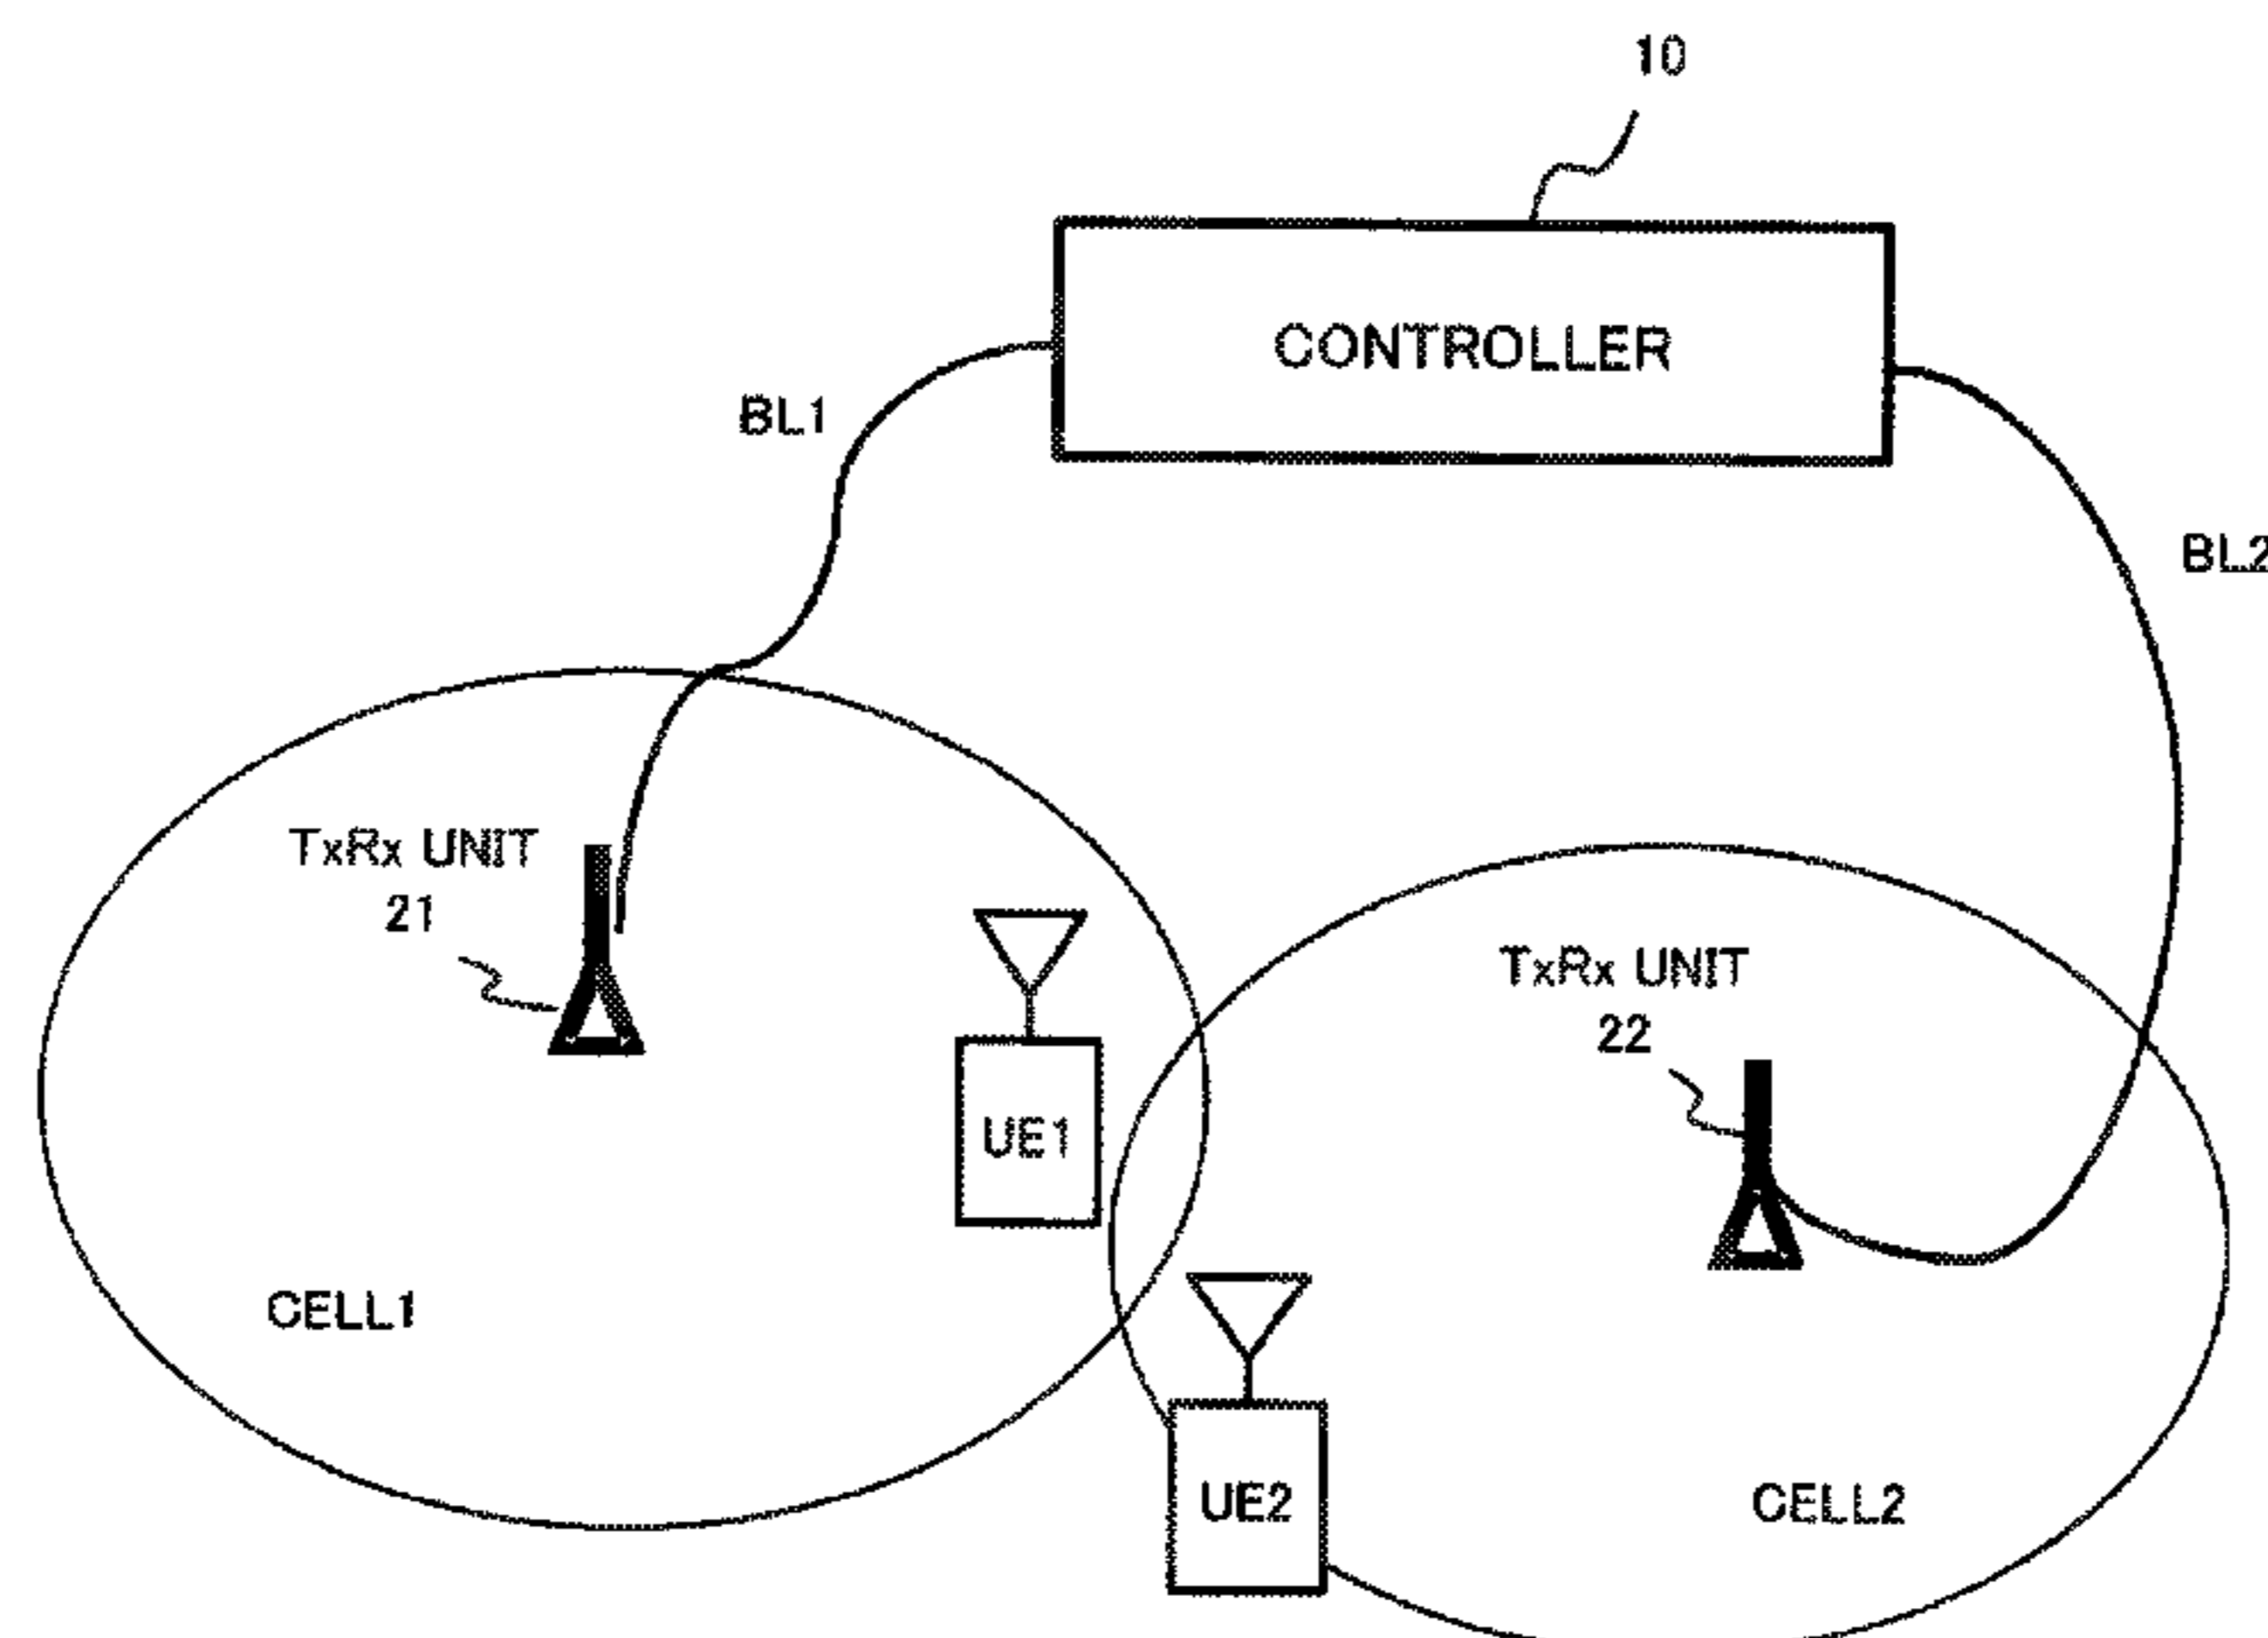 10
CONTROLLER
BL1
BL2
TxRx UNIT
21
TxRx UNIT
22
UE1
CELL1
UE2
CELL2